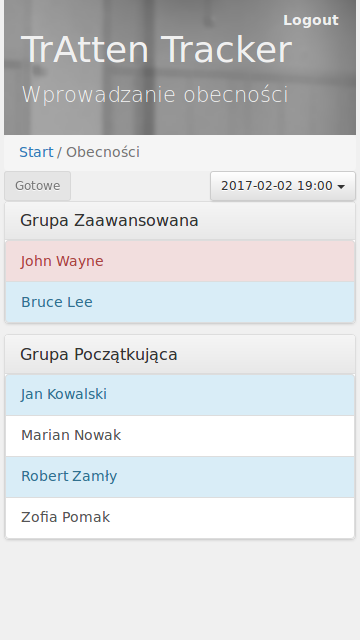 Logout
TrAtten Tracker
Wprowadzanie obecności
Start / Obecności
Gotowe
2017-02-02 19:00
Grupa Zaawansowana
John Wayne
Bruce Lee
Grupa Początkująca
Jan Kowalski
Marian Nowak
Robert Zamły
Zofia Pomak